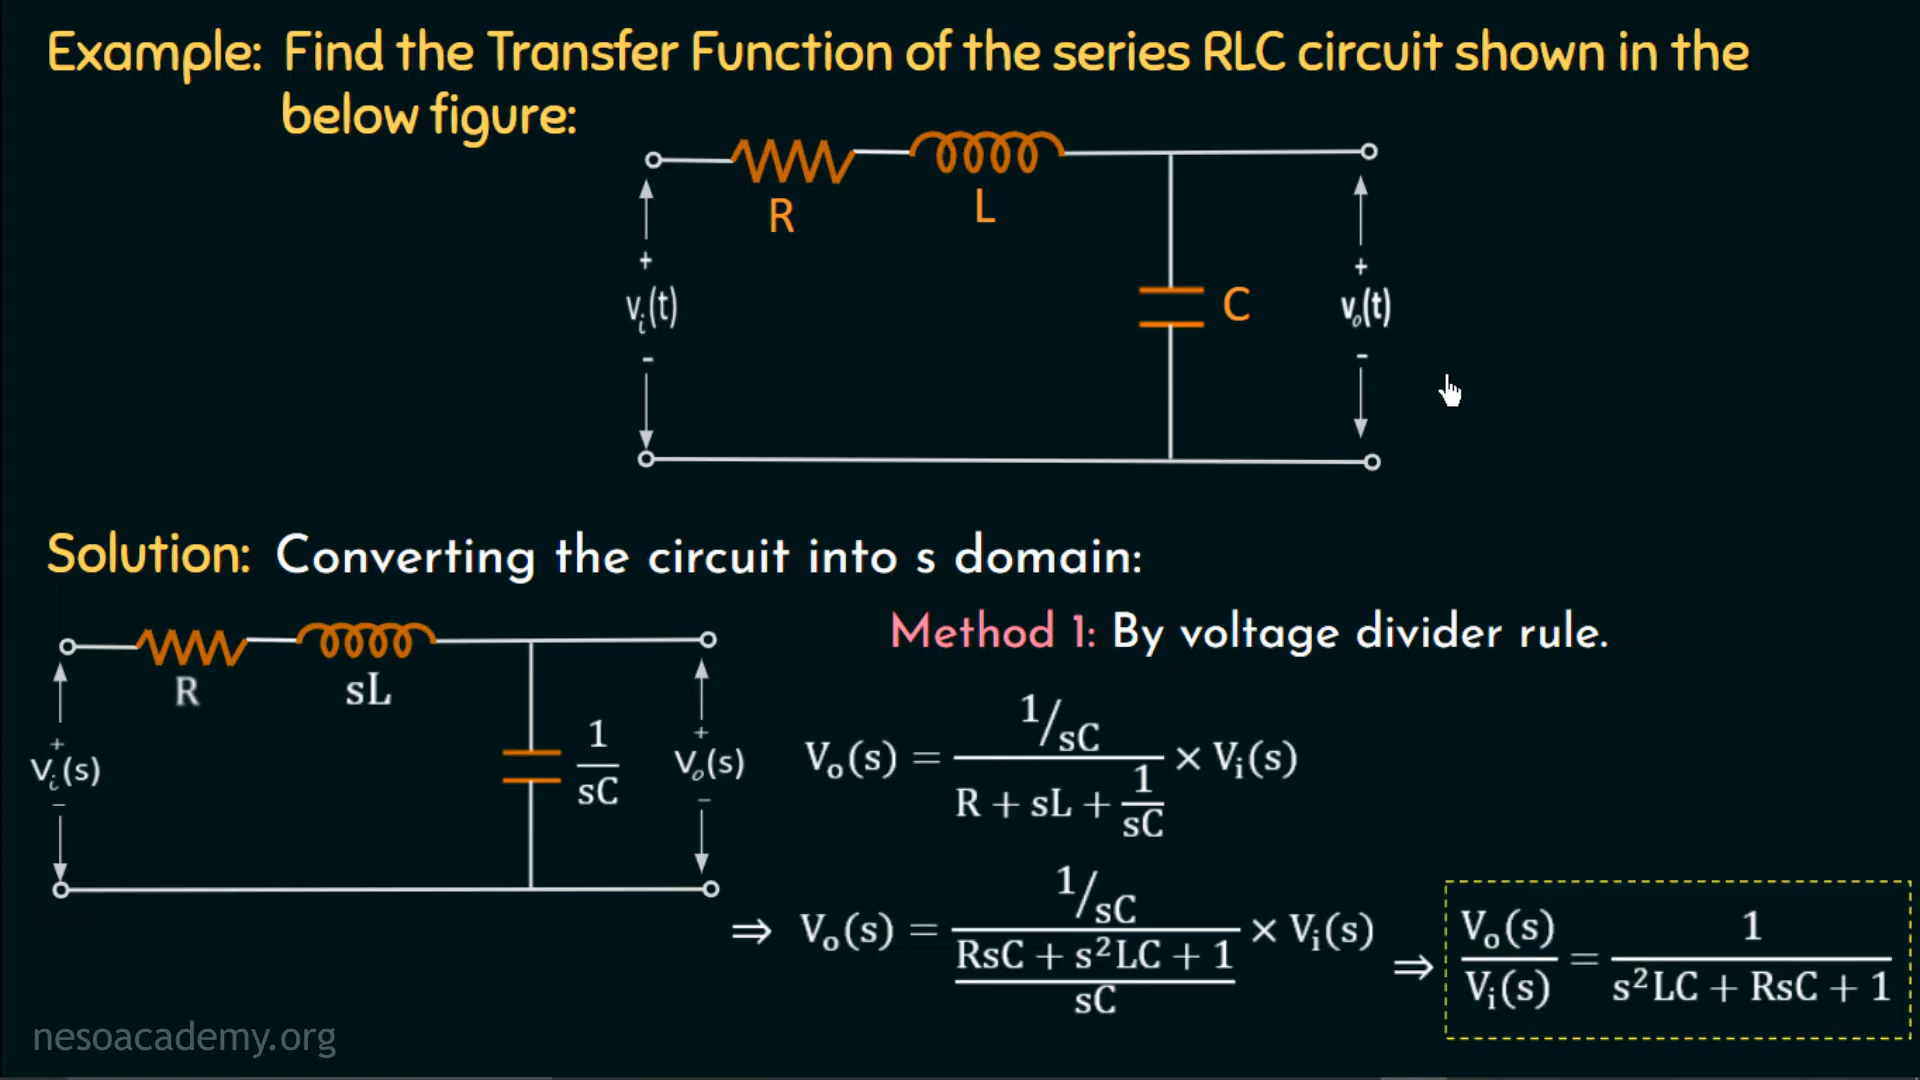 Example: Find the Transfer Function of the series RLC circuit shown in the
below figure:
R
L
+
vᵢ(t)
-
C
+
vₒ(t)
-
Solution: Converting the circuit into s domain:
Method 1: By voltage divider rule.
R
sL
+
Vᵢ(s)
−
1/sC
+
Vₒ(s)
−
Vₒ(s) = (1/sC) / (R + sL + 1/sC) × Vᵢ(s)
⇒ Vₒ(s) = (1/sC) / ((RsC + s²LC + 1)/sC) × Vᵢ(s)
⇒ Vₒ(s)/Vᵢ(s) = 1/(s²LC + RsC + 1)
nesoacademy.org